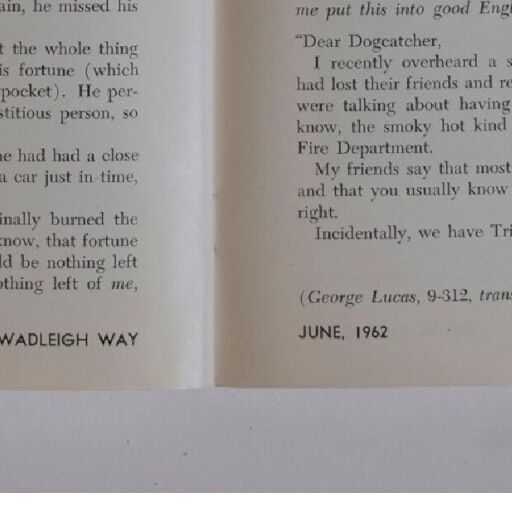 ain, he missed his
t the whole thing
is fortune (which
pocket). He per-
stitious person, so
e had had a close
a car just in time,
inally burned the
know, that fortune
ld be nothing left
othing left of me,
WADLEIGH WAY
me put this into good Engl
"Dear Dogcatcher,
I recently overheard a s
had lost their friends and re
were talking about having
know, the smoky hot kind
Fire Department.
My friends say that most
and that you usually know
right.
Incidentally, we have Tri
(George Lucas, 9-312, trans
JUNE, 1962